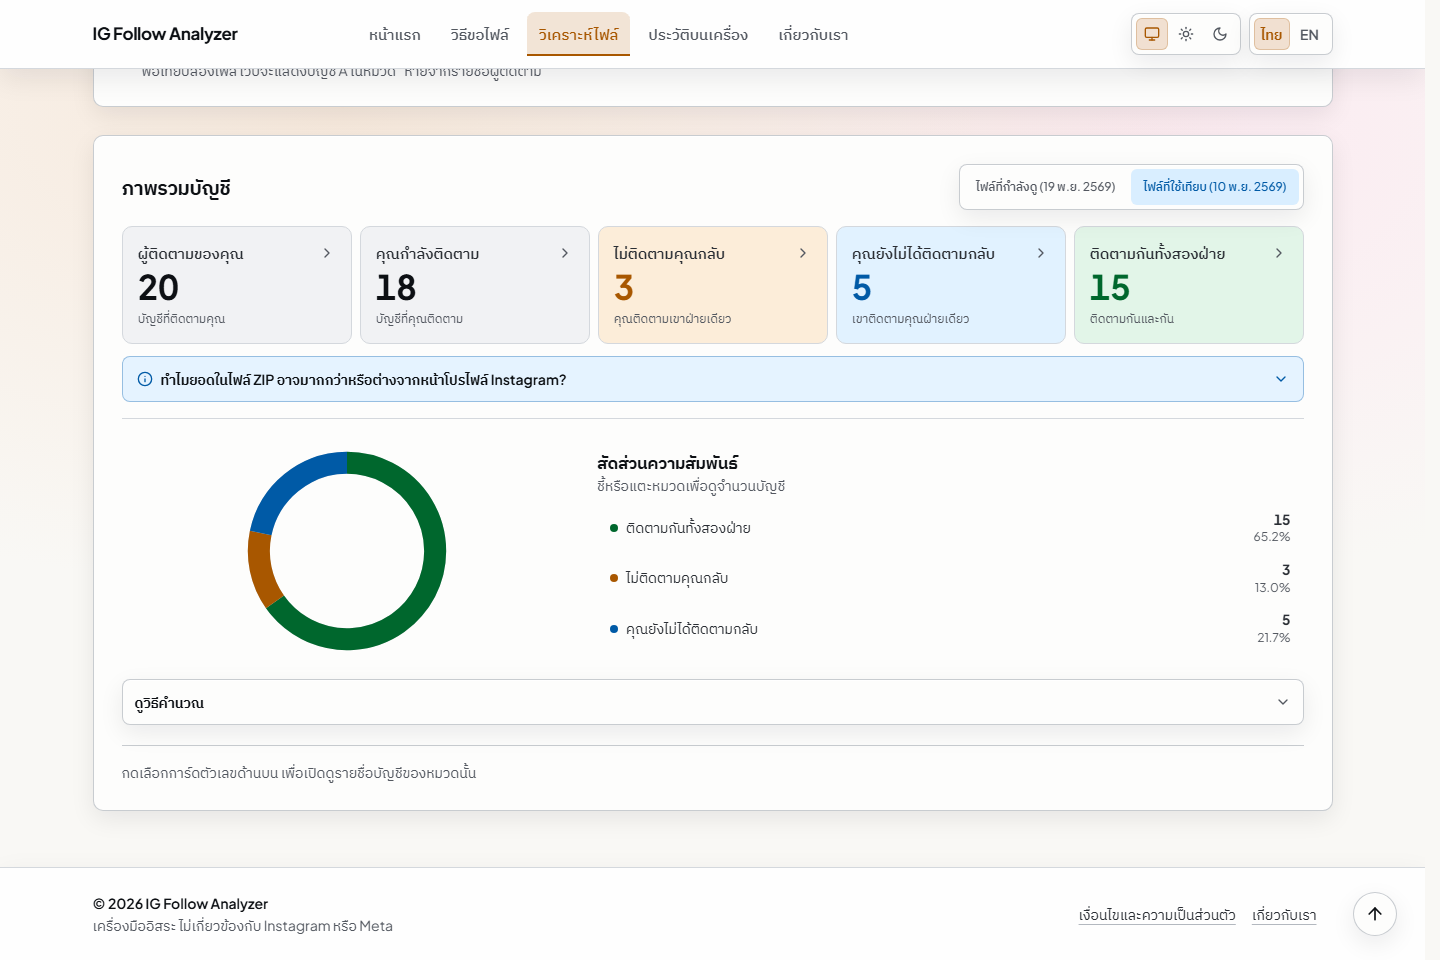 IG Follow Analyzer
หน้าแรก
วิธีขอไฟล์
วิเคราะห์ไฟล์
ประวัติบนเครื่อง
เกี่ยวกับเรา
ไทย
EN
ภาพรวมบัญชี
ไฟล์ที่กำลังดู (19 พ.ย. 2569)
ไฟล์ที่ใช้เทียบ (10 พ.ย. 2569)
ผู้ติดตามของคุณ
20
บัญชีที่ติดตามคุณ
คุณกำลังติดตาม
18
บัญชีที่คุณติดตาม
ไม่ติดตามคุณกลับ
3
คุณติดตามเขาฝ่ายเดียว
คุณยังไม่ได้ติดตามกลับ
5
เขาติดตามคุณฝ่ายเดียว
ติดตามกันทั้งสองฝ่าย
15
ติดตามกันและกัน
ทำไมยอดในไฟล์ ZIP อาจมากกว่าหรือต่างจากหน้าโปรไฟล์ Instagram?
สัดส่วนความสัมพันธ์
ชี้หรือแตะหมวดเพื่อดูจำนวนบัญชี
ติดตามกันทั้งสองฝ่าย
15
65.2%
ไม่ติดตามคุณกลับ
3
13.0%
คุณยังไม่ได้ติดตามกลับ
5
21.7%
ดูวิธีคำนวณ
กดเลือกการ์ดตัวเลขด้านบน เพื่อเปิดดูรายชื่อบัญชีของหมวดนั้น
© 2026 IG Follow Analyzer
เครื่องมืออิสระ ไม่เกี่ยวข้องกับ Instagram หรือ Meta
เงื่อนไขและความเป็นส่วนตัว
เกี่ยวกับเรา